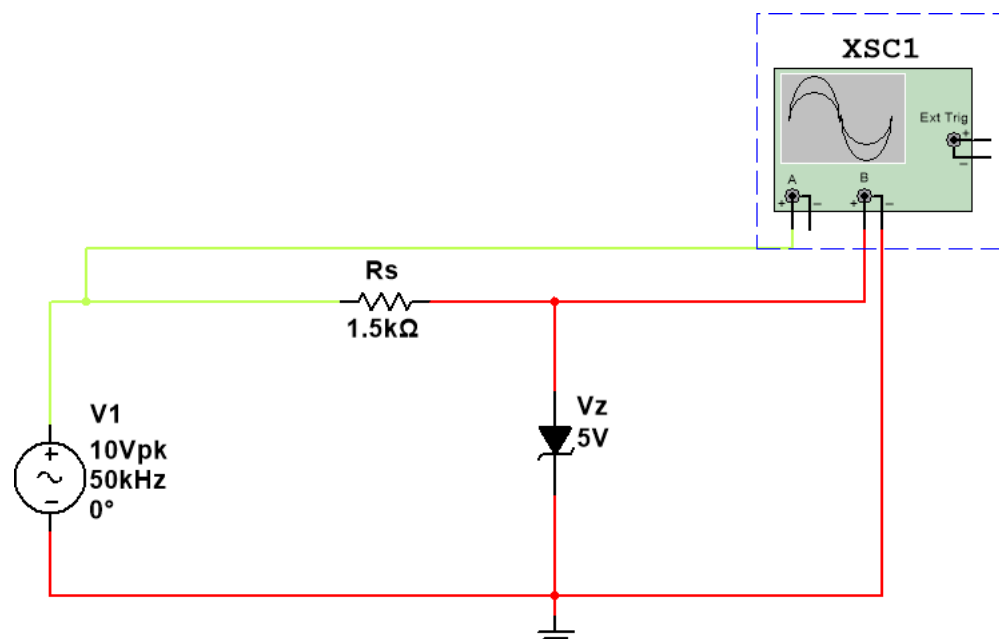 XSC1
Ext Trig
+
−
A
B
+
−
+
−
Rs
1.5kΩ
V1
10Vpk
50kHz
0°
+
−
Vz
5V